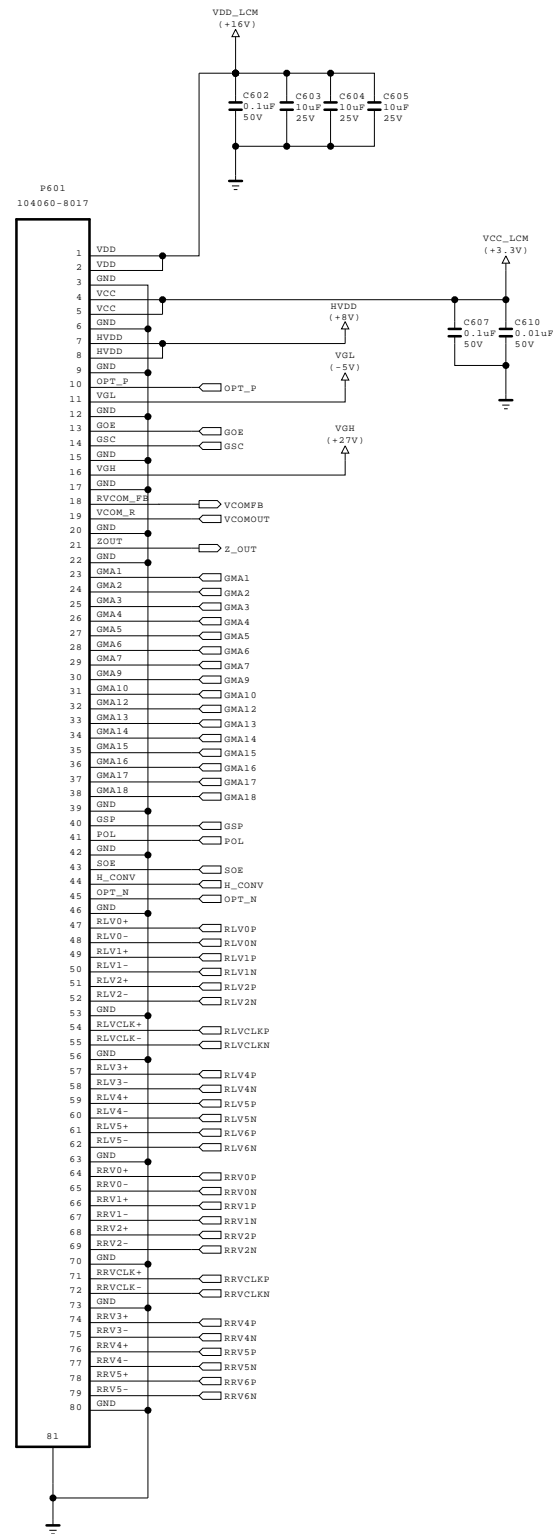 VDD_LCM
(+16V)
C602
0.1uF
50V
C603
10uF
25V
C604
10uF
25V
C605
10uF
25V
P601
104060-8017
VCC_LCM
(+3.3V)
C607
0.1uF
50V
C610
0.01uF
50V
HVDD
(+8V)
VGL
(-5V)
VGH
(+27V)
1 VDD
2 VDD
3 GND
4 VCC
5 VCC
6 GND
7 HVDD
8 HVDD
9 GND
10 OPT_P OPT_P
11 VGL
12 GND
13 GOE GOE
14 GSC GSC
15 GND
16 VGH
17 GND
18 RVCOM_FB VCOMFB
19 VCOM_R VCOMOUT
20 GND
21 ZOUT Z_OUT
22 GND
23 GMA1 GMA1
24 GMA2 GMA2
25 GMA3 GMA3
26 GMA4 GMA4
27 GMA5 GMA5
28 GMA6 GMA6
29 GMA7 GMA7
30 GMA9 GMA9
31 GMA10 GMA10
32 GMA12 GMA12
33 GMA13 GMA13
34 GMA14 GMA14
35 GMA15 GMA15
36 GMA16 GMA16
37 GMA17 GMA17
38 GMA18 GMA18
39 GND
40 GSP GSP
41 POL POL
42 GND
43 SOE SOE
44 H_CONV H_CONV
45 OPT_N OPT_N
46 GND
47 RLV0+ RLV0P
48 RLV0- RLV0N
49 RLV1+ RLV1P
50 RLV1- RLV1N
51 RLV2+ RLV2P
52 RLV2- RLV2N
53 GND
54 RLVCLK+ RLVCLKP
55 RLVCLK- RLVCLKN
56 GND
57 RLV3+ RLV4P
58 RLV3- RLV4N
59 RLV4+ RLV5P
60 RLV4- RLV5N
61 RLV5+ RLV6P
62 RLV5- RLV6N
63 GND
64 RRV0+ RRV0P
65 RRV0- RRV0N
66 RRV1+ RRV1P
67 RRV1- RRV1N
68 RRV2+ RRV2P
69 RRV2- RRV2N
70 GND
71 RRVCLK+ RRVCLKP
72 RRVCLK- RRVCLKN
73 GND
74 RRV3+ RRV4P
75 RRV3- RRV4N
76 RRV4+ RRV5P
77 RRV4- RRV5N
78 RRV5+ RRV6P
79 RRV5- RRV6N
80 GND
81